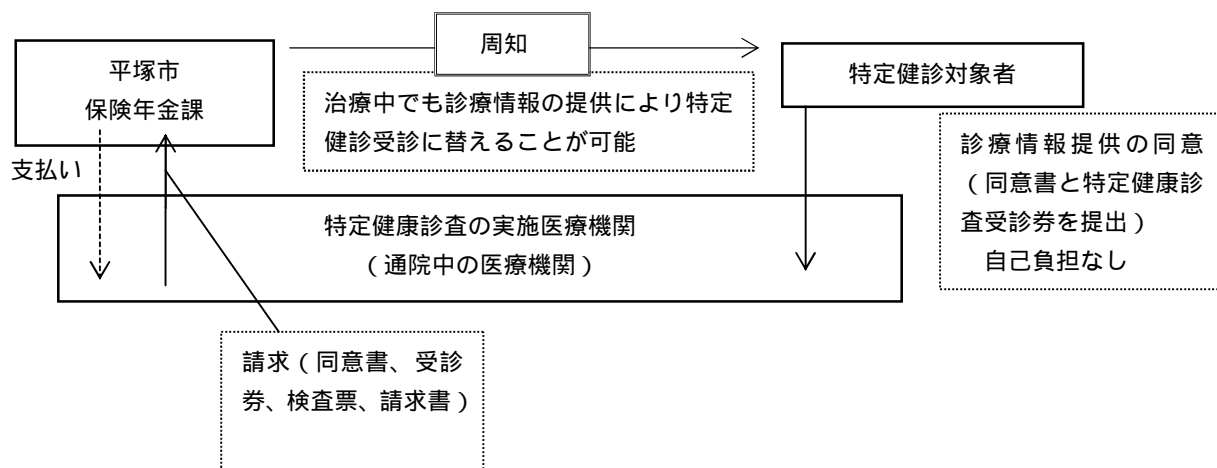 平塚市
保険年金課
周知
特定健診対象者
治療中でも診療情報の提供により特定
健診受診に替えることが可能
支払い
診療情報提供の同意
(同意書と特定健康診
査受診券を提出)
自己負担なし
特定健康診査の実施医療機関
(通院中の医療機関)
請求(同意書、受診
券、検査票、請求書)